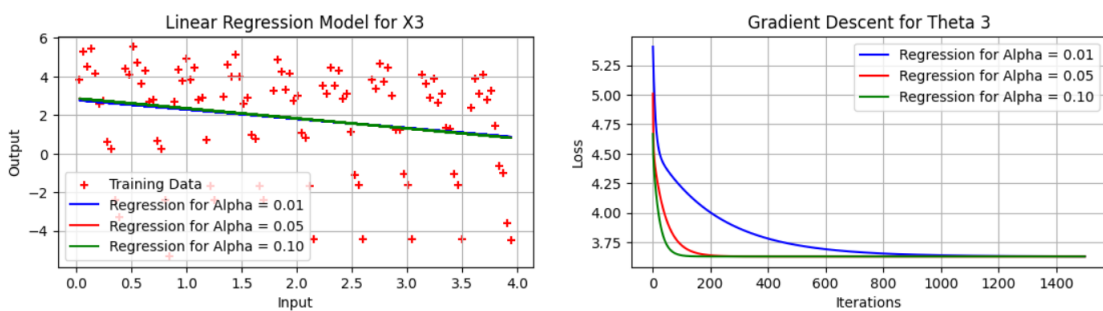 Linear Regression Model for X3
6
4
2
0
−2
−4
Output
Training Data
Regression for Alpha = 0.01
Regression for Alpha = 0.05
Regression for Alpha = 0.10
0.0 0.5 1.0 1.5 2.0 2.5 3.0 3.5 4.0
Input
Gradient Descent for Theta 3
5.25
5.00
4.75
4.50
4.25
4.00
3.75
Loss
Regression for Alpha = 0.01
Regression for Alpha = 0.05
Regression for Alpha = 0.10
0 200 400 600 800 1000 1200 1400
Iterations